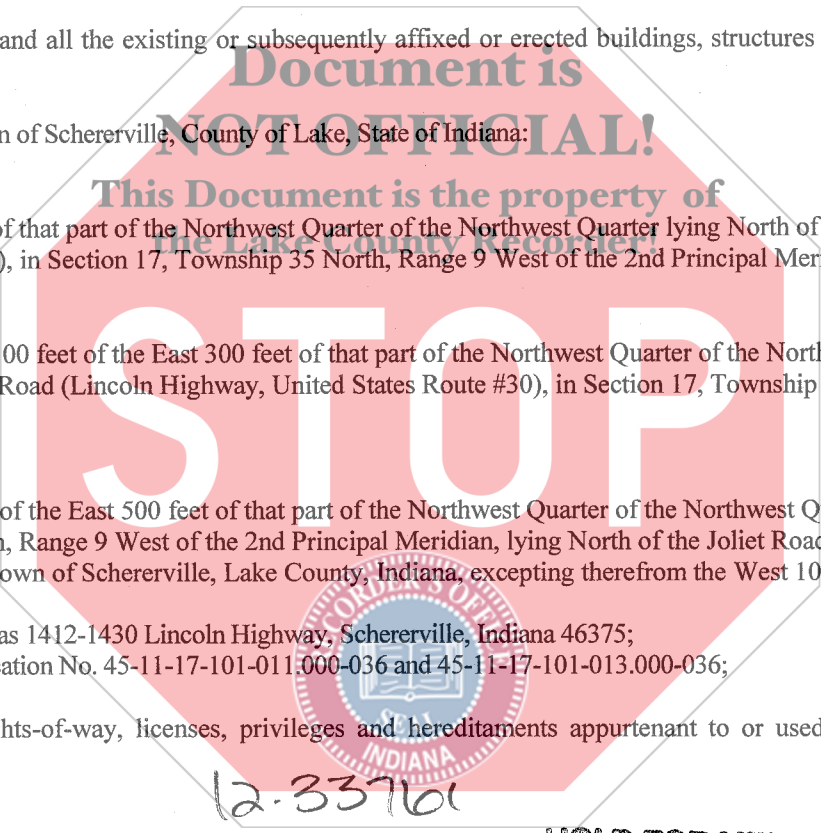 and all the existing or subsequently affixed or erected buildings, structures
Document is
n of Schererville, County of Lake, State of Indiana:
NOT OFFICIAL!
This Document is the property of
of that part of the Northwest Quarter of the Northwest Quarter lying North of
the Lake County Recorder!
), in Section 17, Township 35 North, Range 9 West of the 2nd Principal Meri
00 feet of the East 300 feet of that part of the Northwest Quarter of the North
Road (Lincoln Highway, United States Route #30), in Section 17, Township
STOP
of the East 500 feet of that part of the Northwest Quarter of the Northwest Q
, Range 9 West of the 2nd Principal Meridian, lying North of the Joliet Road
own of Schererville, Lake County, Indiana, excepting therefrom the West 10
RECORDER'S OFFICE
as 1412-1430 Lincoln Highway, Schererville, Indiana 46375;
ation No. 45-11-17-101-011.000-036 and 45-11-17-101-013.000-036;
SEAL
hts-of-way, licenses, privileges and hereditaments appurtenant to or used
INDIANA
12-33761